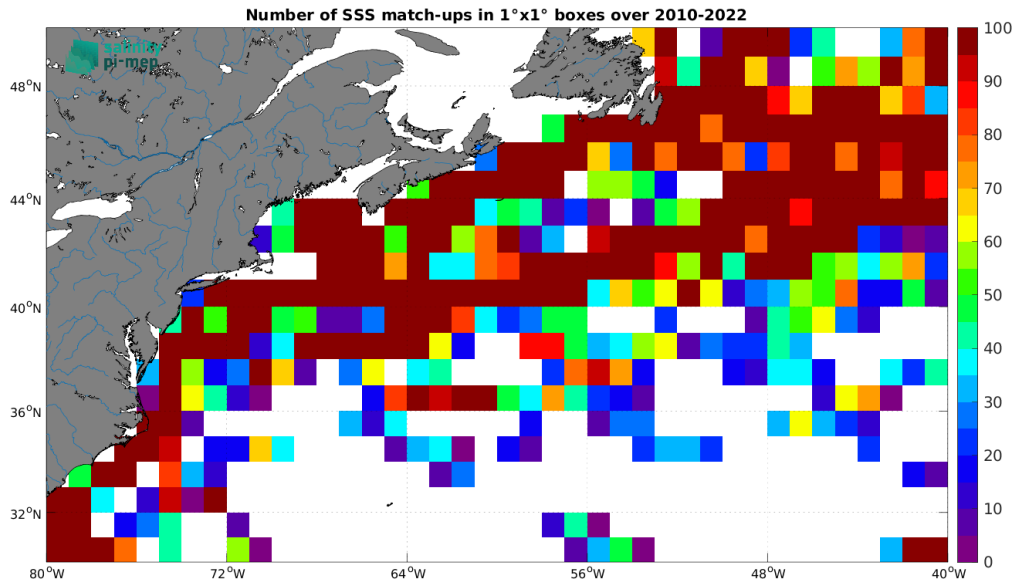 Number of SSS match-ups in 1°x1° boxes over 2010-2022
salinity
pi-mep
48°N
44°N
40°N
36°N
32°N
80°W
72°W
64°W
56°W
48°W
40°W
100
90
80
70
60
50
40
30
20
10
0